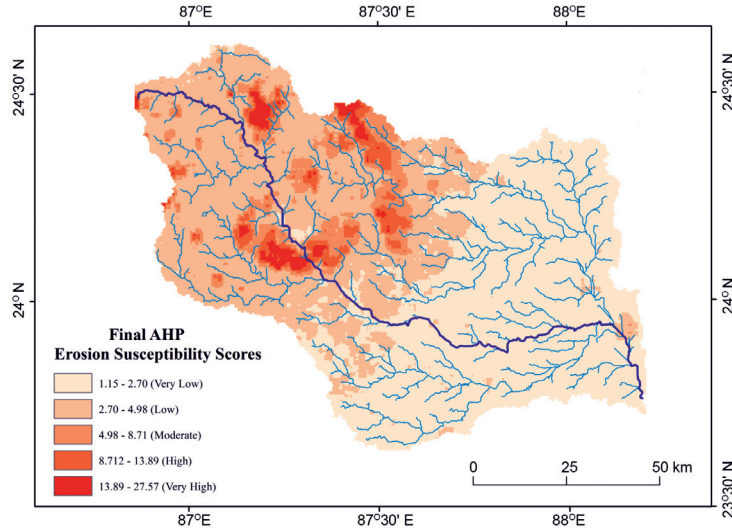 87°E 87°30' E 88°E
24°30' N 24°30' N
24°N 24°N
Final AHP
Erosion Susceptibility Scores
1.15 - 2.70 (Very Low)
2.70 - 4.98 (Low)
4.98 - 8.71 (Moderate)
8.712 - 13.89 (High)
13.89 - 27.57 (Very High)
0 25 50 km
23°30' N
87°E 87°30' E 88°E